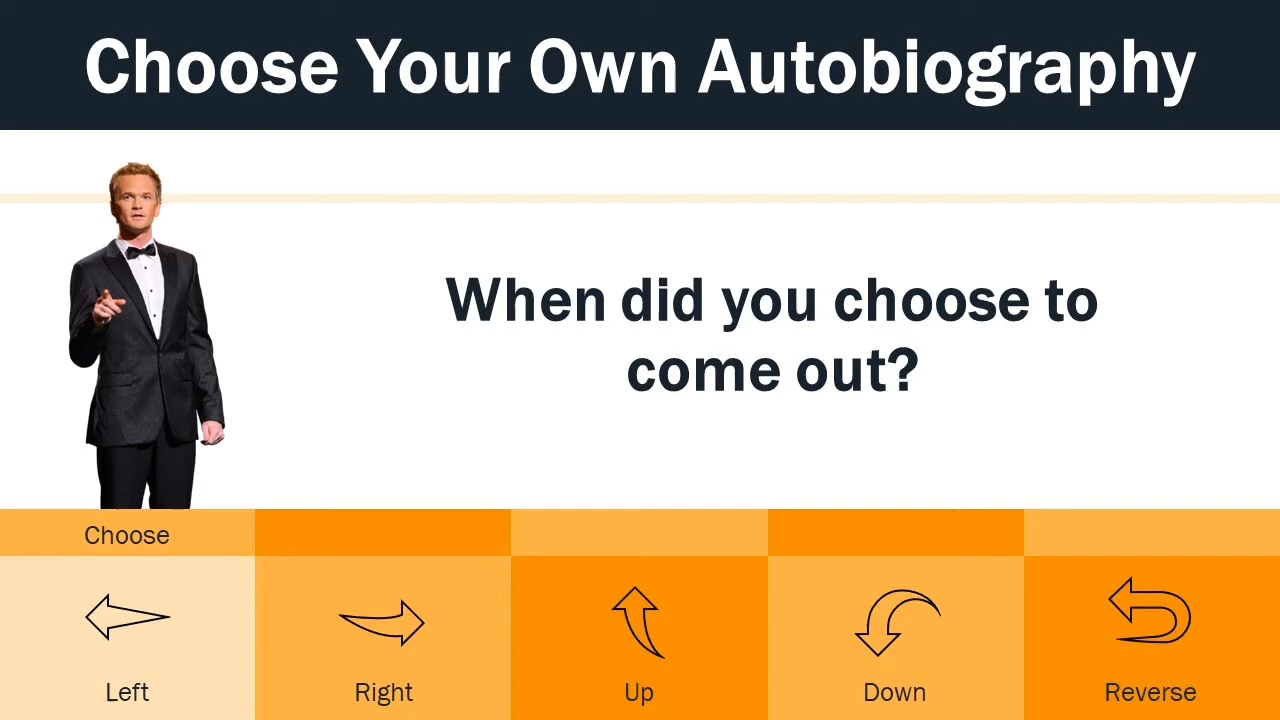 Choose Your Own Autobiography
When did you choose to
come out?
Choose
Left
Right
Up
Down
Reverse